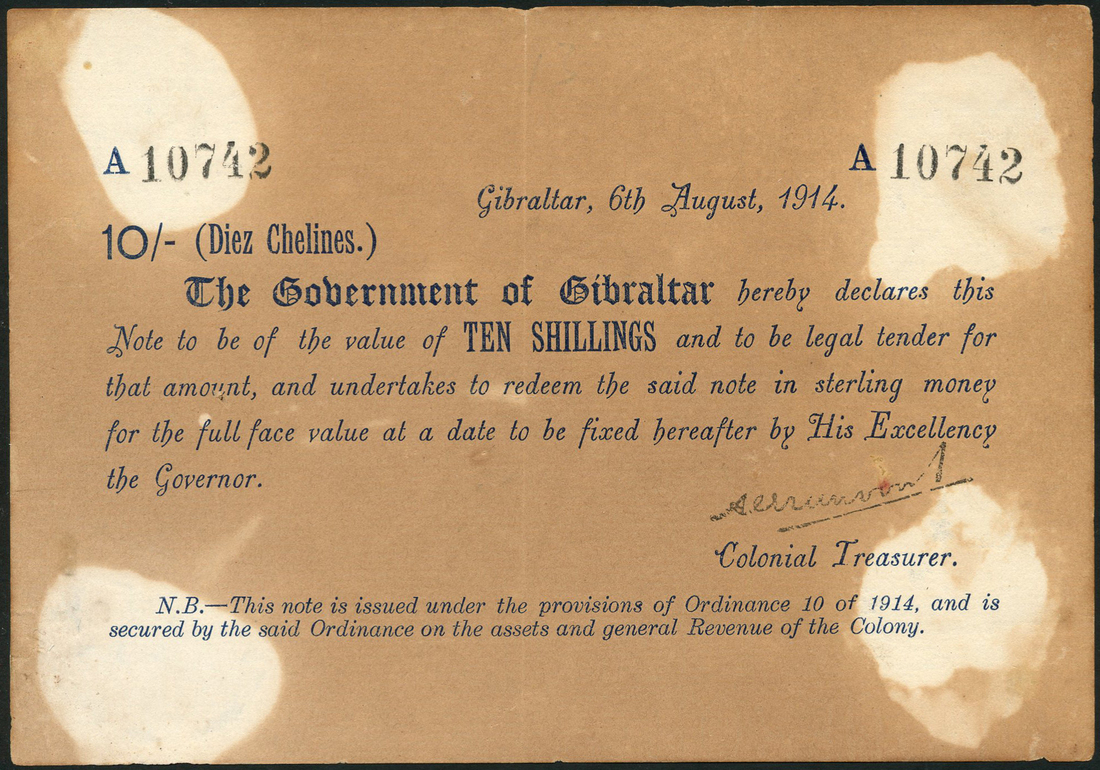 A 10742 A 10742
Gibraltar, 6th August, 1914.
10/- (Diez Chelines.)
The Government of Gibraltar hereby declares this
Note to be of the value of TEN SHILLINGS and to be legal tender for
that amount, and undertakes to redeem the said note in sterling money
for the full face value at a date to be fixed hereafter by His Excellency
the Governor.
Colonial Treasurer.
N.B.—This note is issued under the provisions of Ordinance 10 of 1914, and is
secured by the said Ordinance on the assets and general Revenue of the Colony.